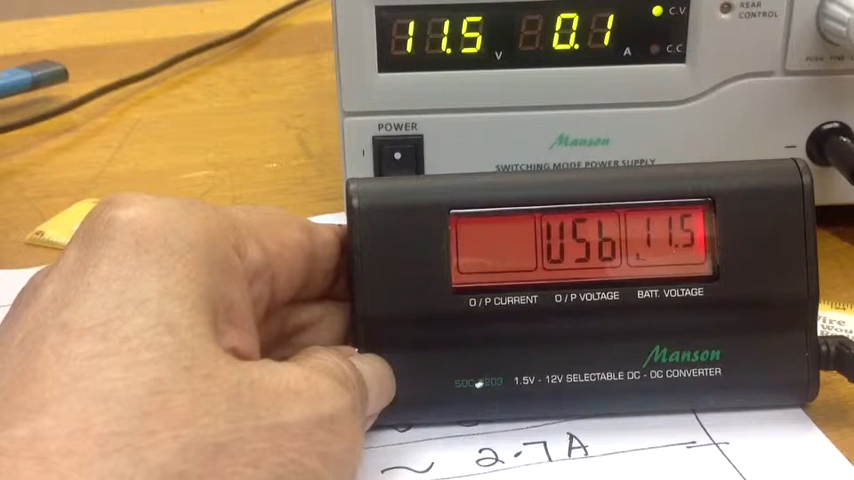 11.5 V 0.1 A C.V
C.C
REAR
CONTROL
POWER
Manson
SWITCHING MODE POWER SUPPLY
USb 11.5
O/P CURRENT O/P VOLTAGE BATT. VOLTAGE
Manson
1.5V - 12V SELECTABLE DC - DC CONVERTER
~ 2.7A